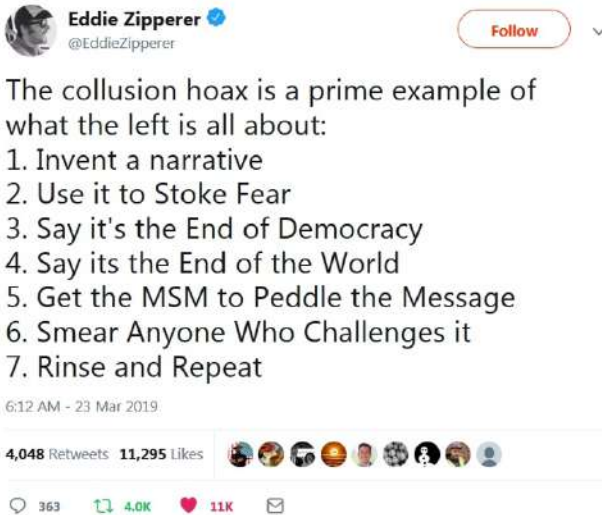 Eddie Zipperer
@EddieZipperer
Follow
The collusion hoax is a prime example of
what the left is all about:
1. Invent a narrative
2. Use it to Stoke Fear
3. Say it's the End of Democracy
4. Say its the End of the World
5. Get the MSM to Peddle the Message
6. Smear Anyone Who Challenges it
7. Rinse and Repeat
6:12 AM - 23 Mar 2019
4,048 Retweets 11,295 Likes
363 4.0K 11K